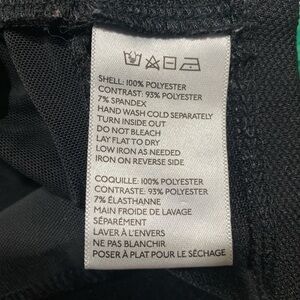 SHELL: 100% POLYESTER
CONTRAST: 93% POLYESTER
7% SPANDEX
HAND WASH COLD SEPARATELY
TURN INSIDE OUT
DO NOT BLEACH
LAY FLAT TO DRY
LOW IRON AS NEEDED
IRON ON REVERSE SIDE
COQUILLE: 100% POLYESTER
CONTRASTE: 93% POLYESTER
7% ÉLASTHANNE
MAIN FROIDE DE LAVAGE
SÉPARÉMENT
LAVER À L'ENVERS
NE PAS BLANCHIR
POSER À PLAT POUR LE SÉCHAGE